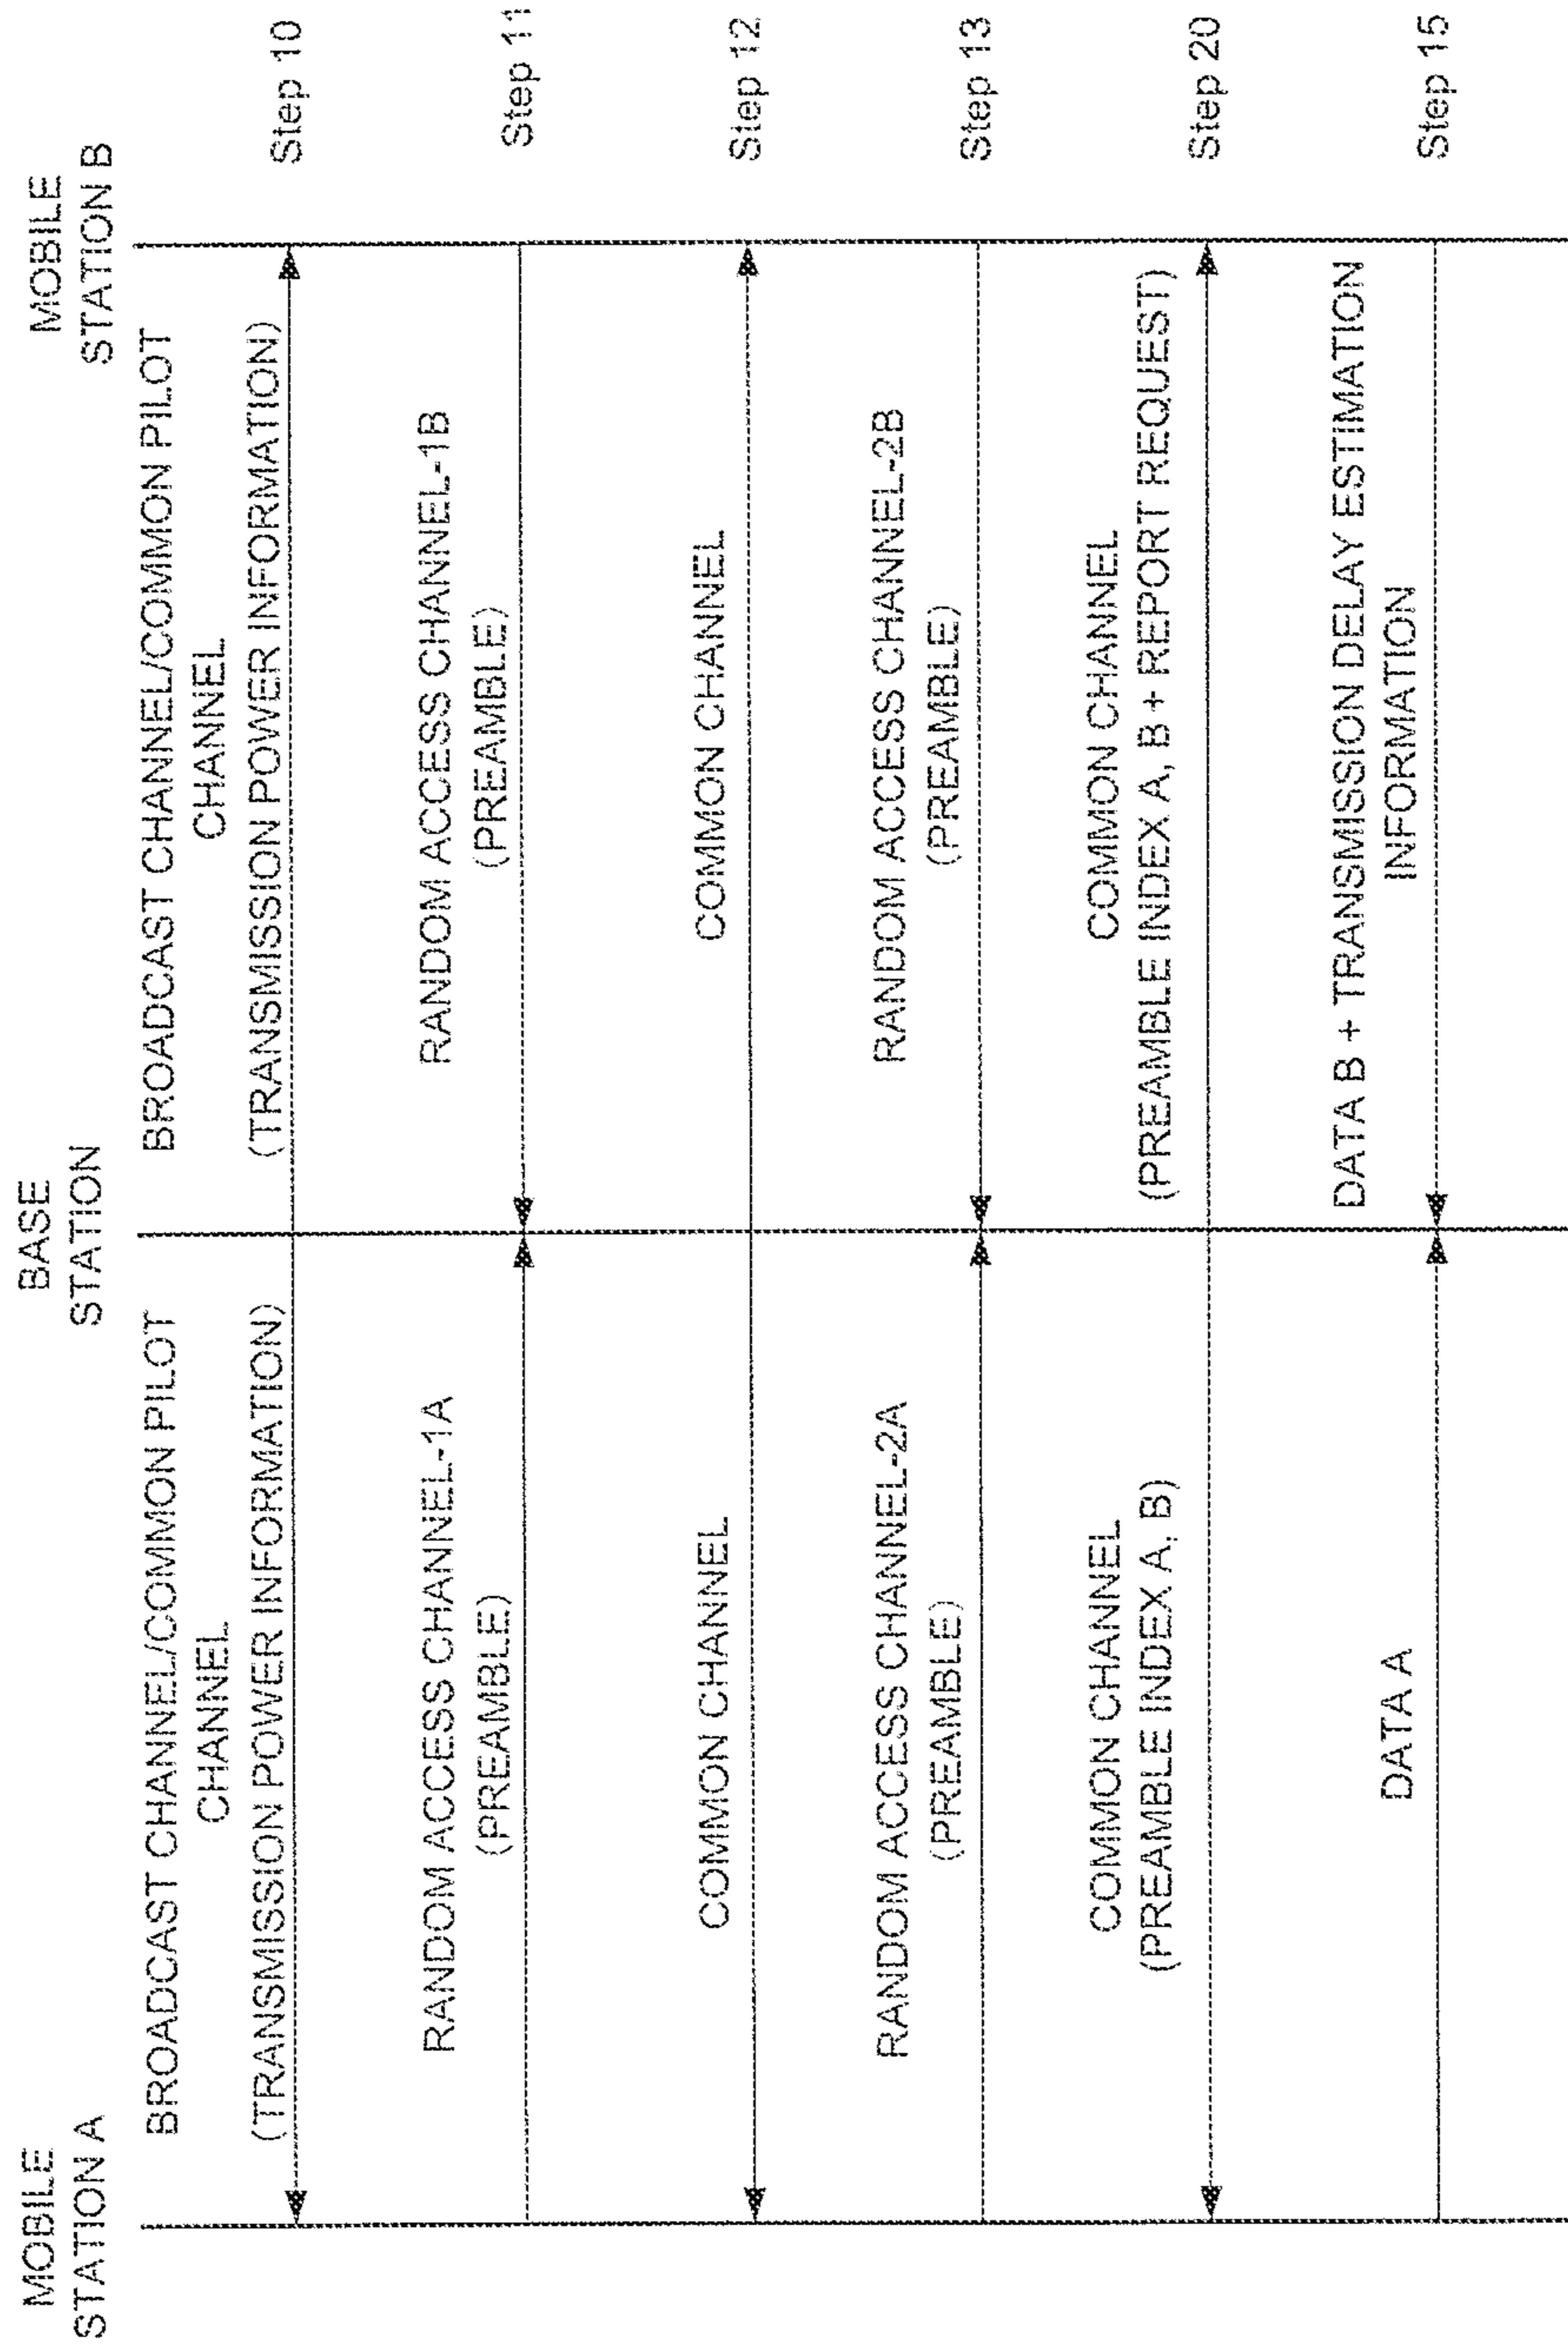 MOBILE
STATION A
BASE
STATION
MOBILE
STATION B
BROADCAST CHANNEL/COMMON PILOT
CHANNEL
(TRANSMISSION POWER INFORMATION)
BROADCAST CHANNEL/COMMON PILOT
CHANNEL
(TRANSMISSION POWER INFORMATION)
Step 10
RANDOM ACCESS CHANNEL-1A
(PREAMBLE)
RANDOM ACCESS CHANNEL-1B
(PREAMBLE)
Step 11
COMMON CHANNEL
COMMON CHANNEL
Step 12
RANDOM ACCESS CHANNEL-2A
(PREAMBLE)
RANDOM ACCESS CHANNEL-2B
(PREAMBLE)
Step 13
COMMON CHANNEL
(PREAMBLE INDEX A, B)
COMMON CHANNEL
(PREAMBLE INDEX A, B + REPORT REQUEST)
Step 20
DATA A
DATA B + TRANSMISSION DELAY ESTIMATION
INFORMATION
Step 15